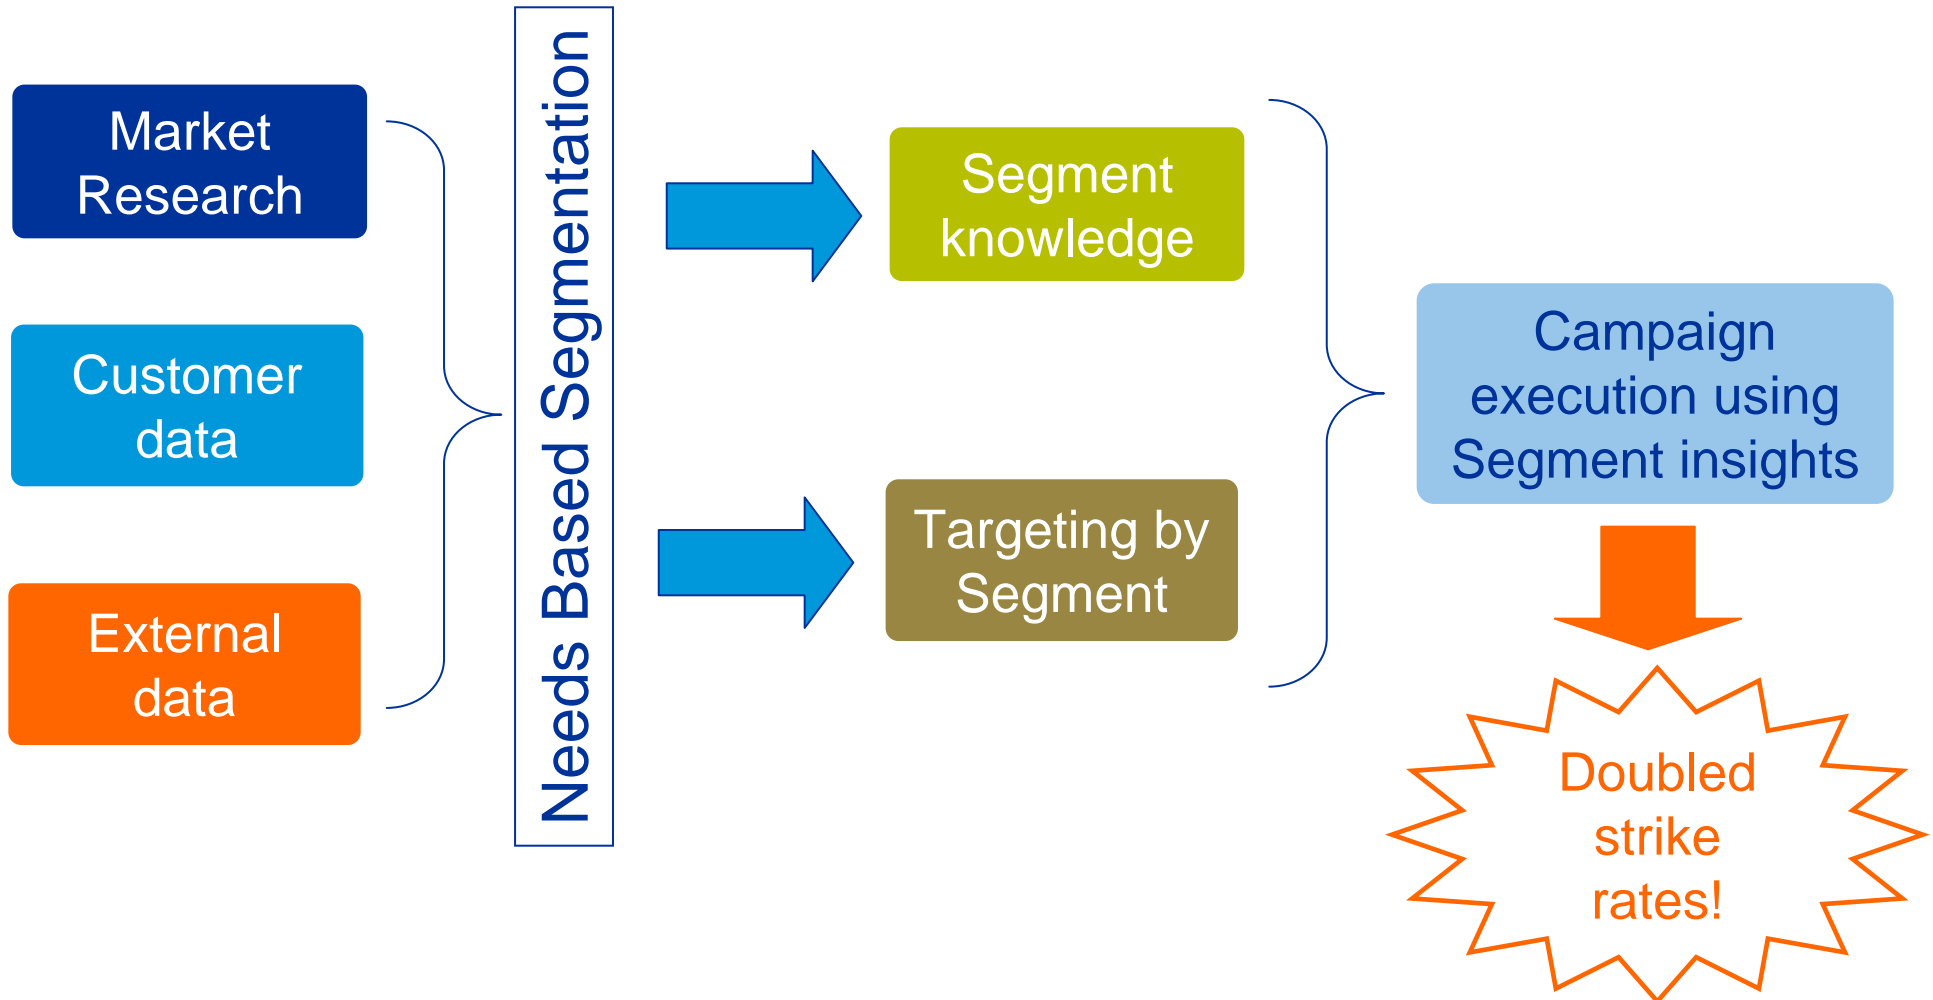 Market
Research
Customer
data
External
data
Needs Based Segmentation
Segment
knowledge
Targeting by
Segment
Campaign
execution using
Segment insights
Doubled
strike
rates!